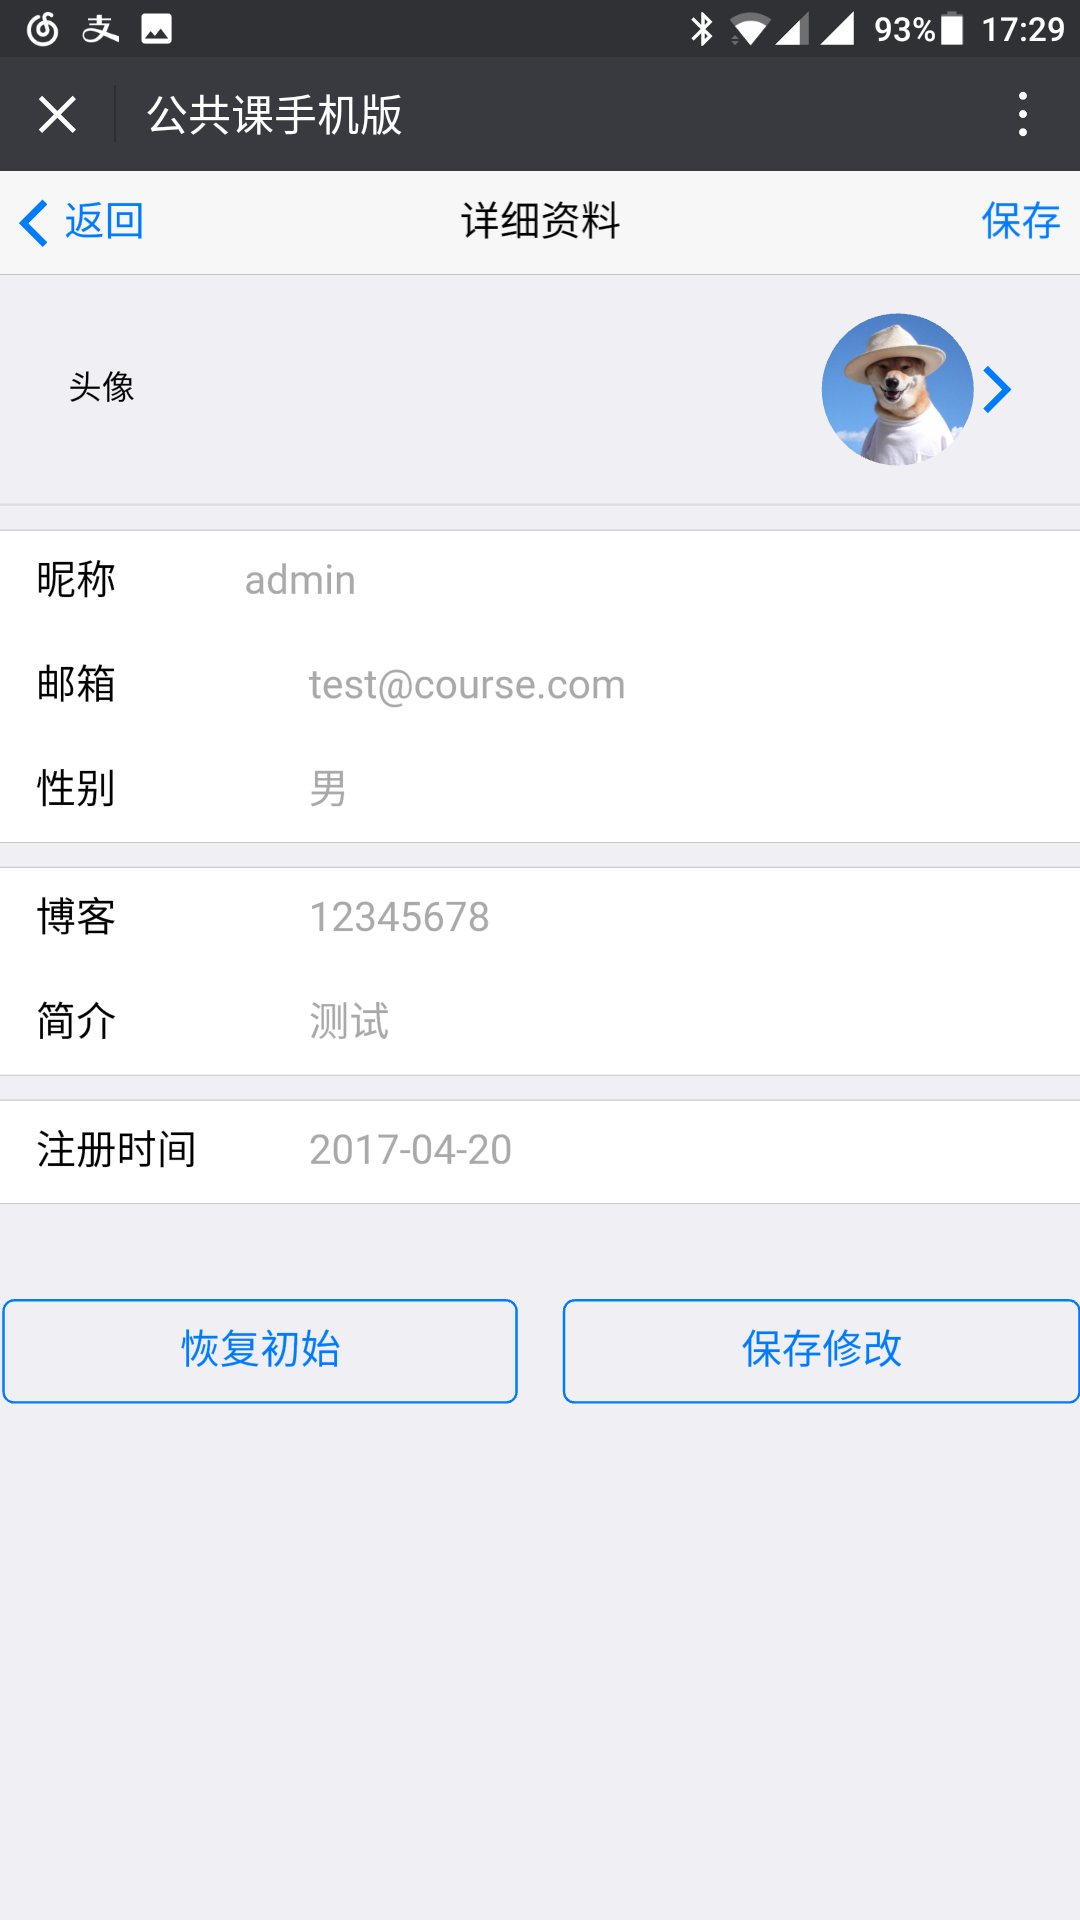 93% 17:29
公共课手机版
返回 详细资料 保存
头像
昵称 admin
邮箱 test@course.com
性别 男
博客 12345678
简介 测试
注册时间 2017-04-20
恢复初始 保存修改